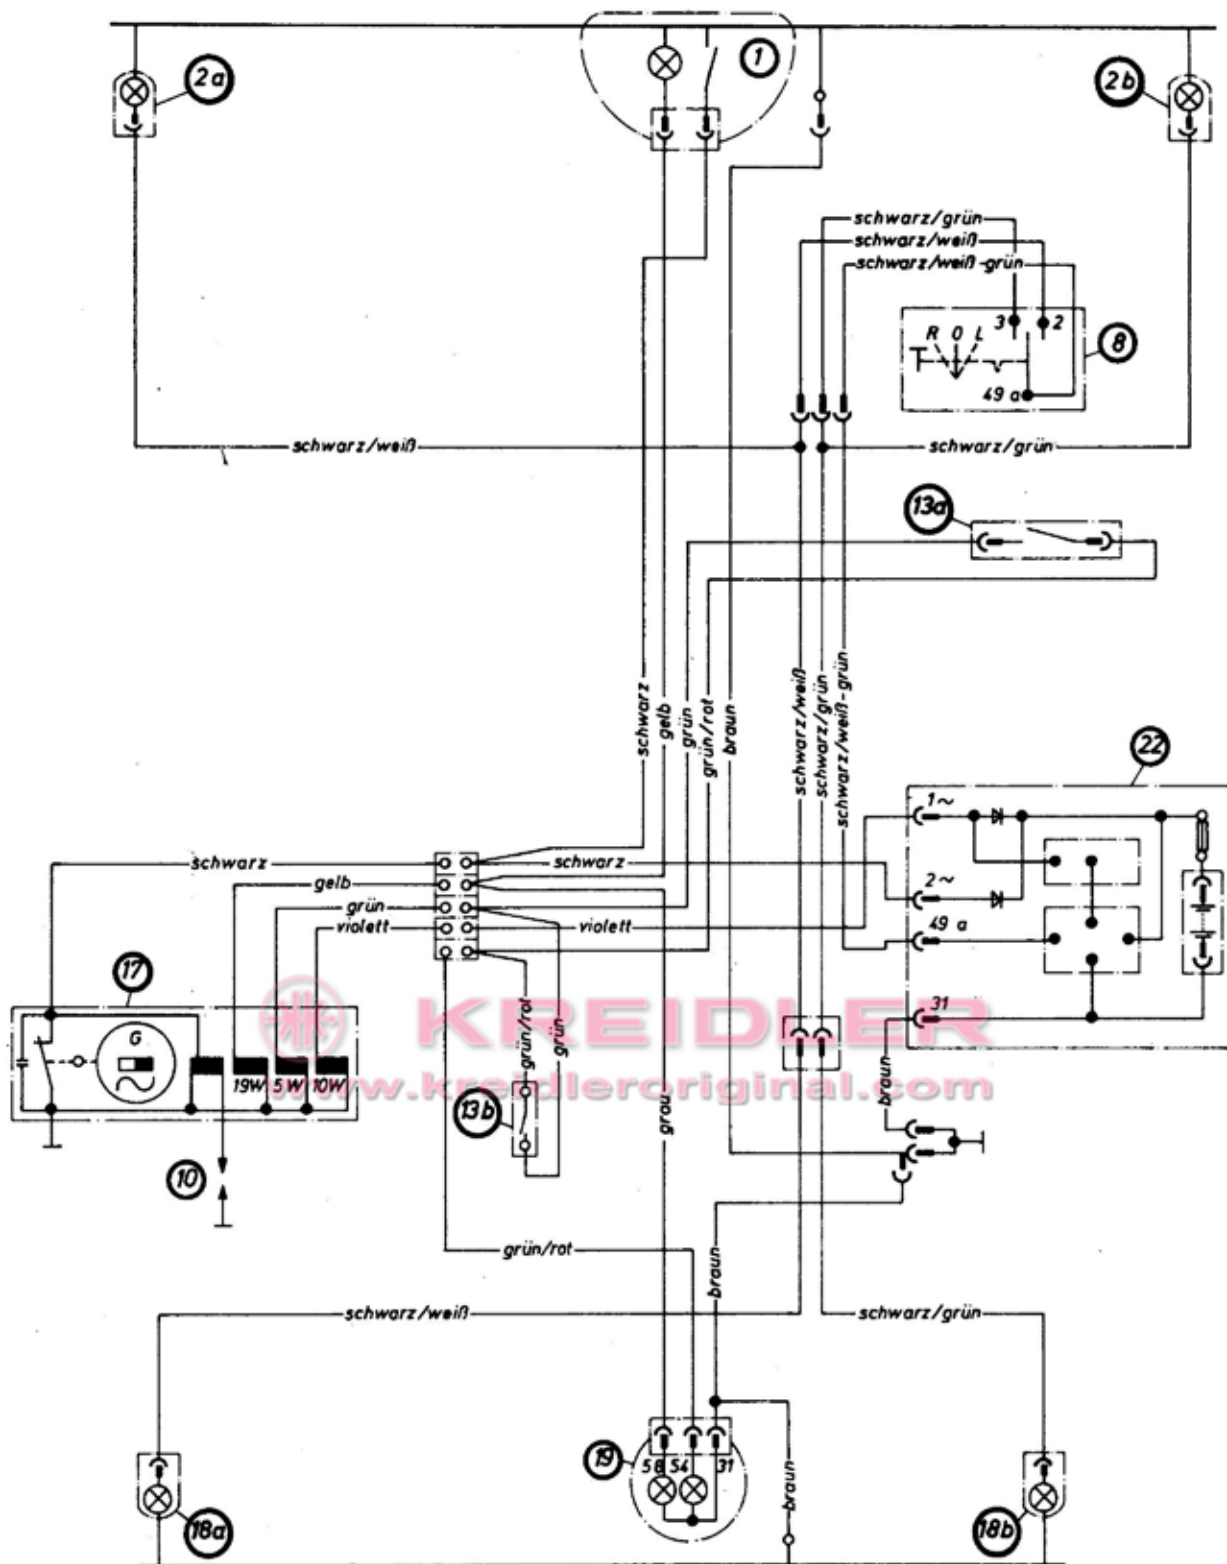 1
2a
2b
schwarz/grün
schwarz/weiß
schwarz/weiß-grün
3
2
R O L
8
49 a
schwarz/weiß
schwarz/grün
13a
schwarz
gelb
grün
grün/rot
braun
schwarz/weiß
schwarz/grün
schwarz/weiß-grün
22
1~
schwarz
schwarz
gelb
2~
grün
violett
violett
49 a
17
grün/rot
grün
31
KREIDLER
G
19W 5W 10W
www.kreidleroriginal.com
13b
grau
braun
10
grün/rot
braun
schwarz/weiß
schwarz/grün
19
58 54 31
braun
18a
18b